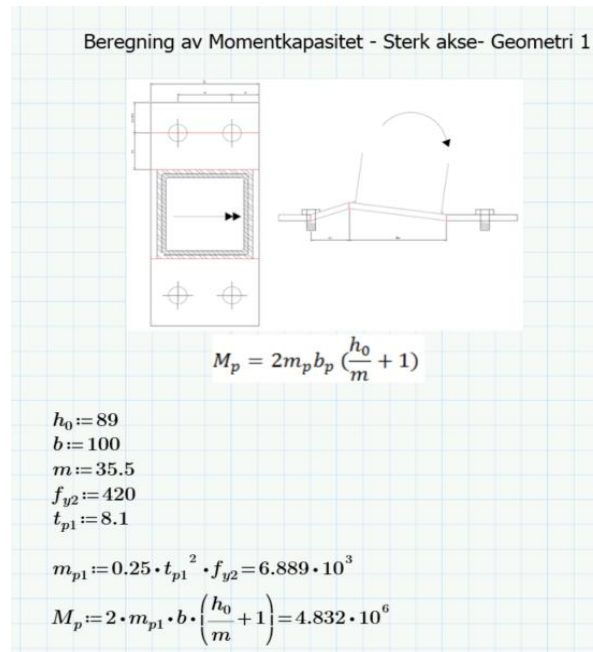 Beregning av Momentkapasitet - Sterk akse- Geometri 1
M_p = 2m_p b_p (h_0/m + 1)
h_0 := 89
b := 100
m := 35.5
f_y2 := 420
t_p1 := 8.1
m_p1 := 0.25 · t_p1^2 · f_y2 = 6.889 · 10^3
M_p := 2 · m_p1 · b · (h_0/m + 1) = 4.832 · 10^6